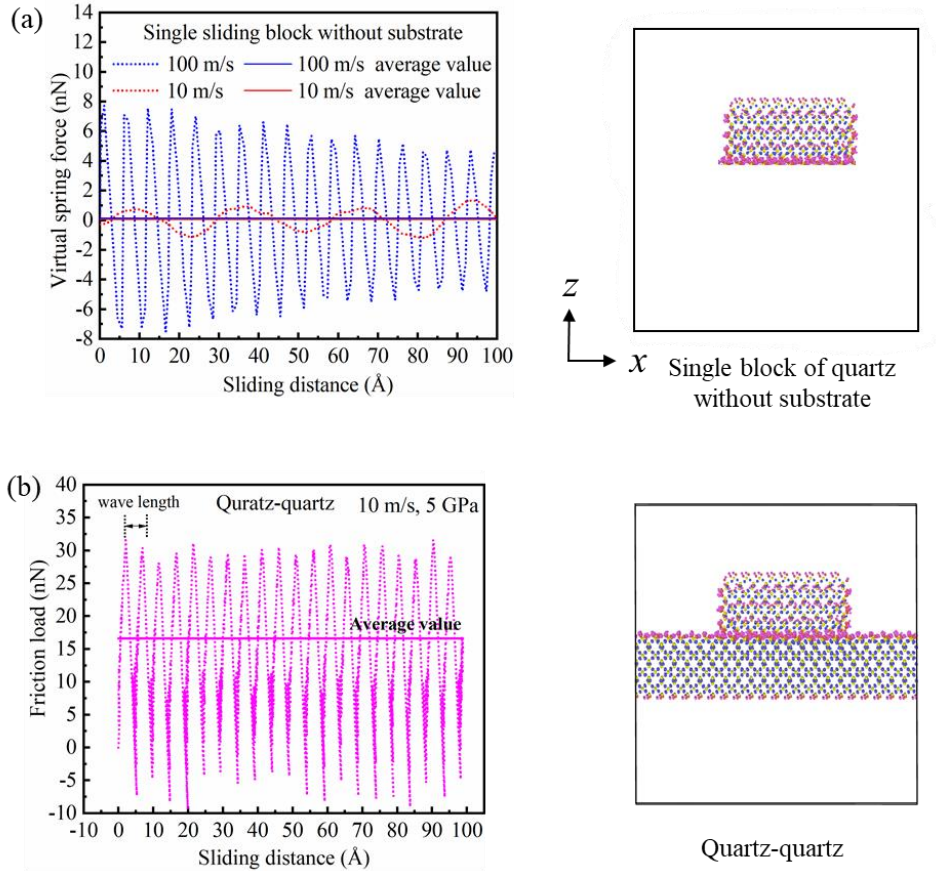 (a)
14
12
10
8
6
4
2
0
-2
-4
-6
-8
Virtual spring force (nN)
Single sliding block without substrate
100 m/s 100 m/s average value
10 m/s 10 m/s average value
0 10 20 30 40 50 60 70 80 90 100
Sliding distance (Å)
z
x
Single block of quartz
without substrate
(b)
40
35
30
25
20
15
10
5
0
-5
-10
Friction load (nN)
wave length
Quratz-quartz 10 m/s, 5 GPa
Average value
-10 0 10 20 30 40 50 60 70 80 90 100
Sliding distance (Å)
Quartz-quartz